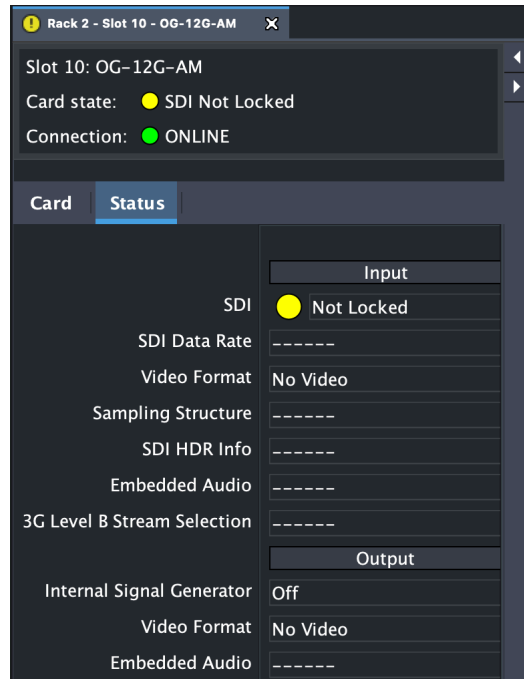 Rack 2 - Slot 10 - OG-12G-AM
Slot 10: OG-12G-AM
Card state: SDI Not Locked
Connection: ONLINE
Card Status
Input
SDI Not Locked
SDI Data Rate ------
Video Format No Video
Sampling Structure ------
SDI HDR Info ------
Embedded Audio ------
3G Level B Stream Selection ------
Output
Internal Signal Generator Off
Video Format No Video
Embedded Audio ------